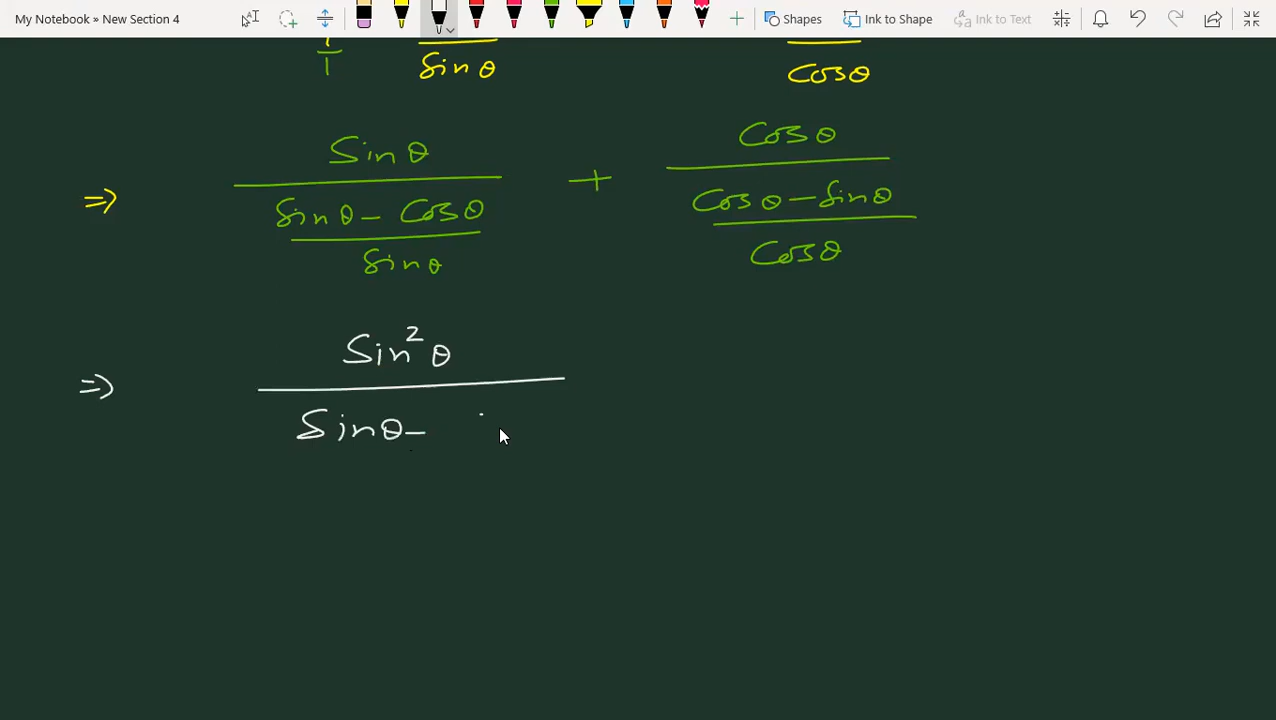 My Notebook » New Section 4 Shapes Ink to Shape Ink to Text
1 Sinθ Cosθ
⇒ Sinθ / ((Sinθ - Cosθ) / Sinθ) + Cosθ / ((Cosθ - Sinθ) / Cosθ)
⇒ Sin²θ / (Sinθ -